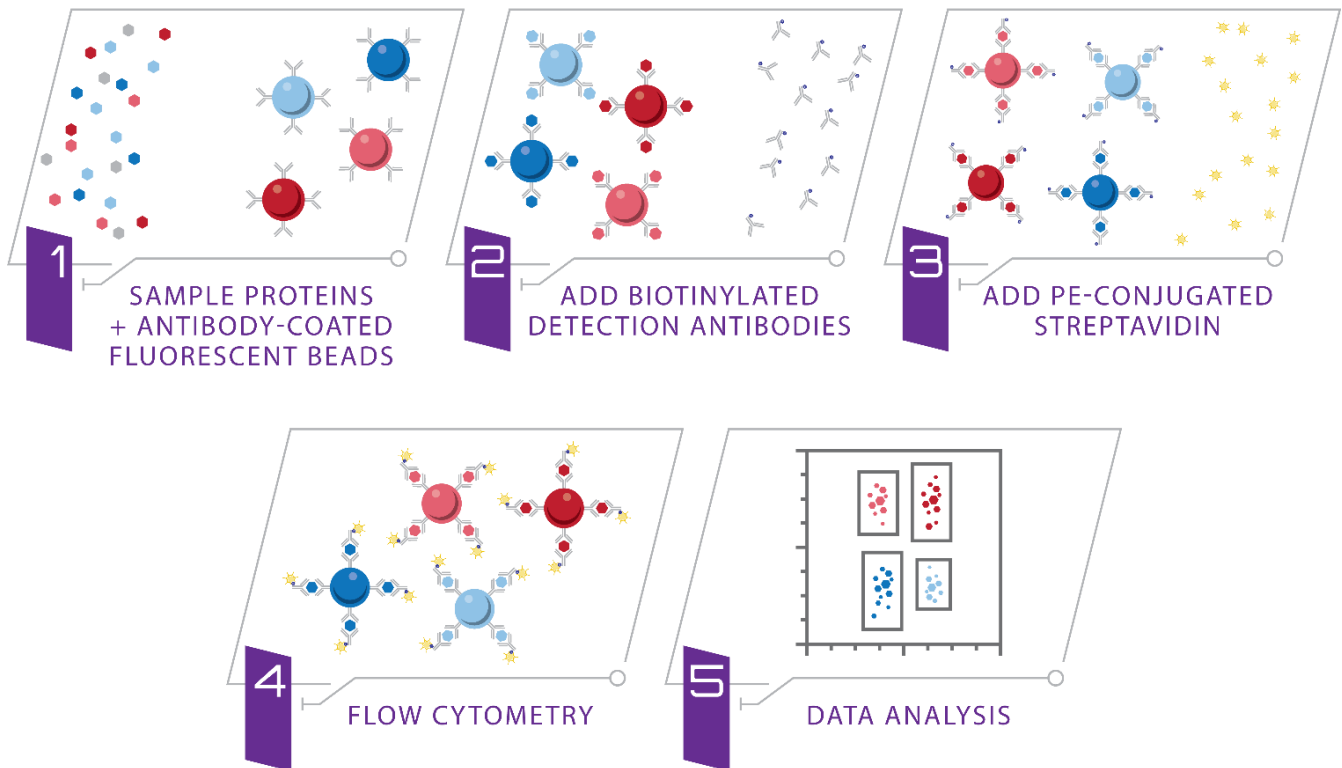 1
SAMPLE PROTEINS
+ ANTIBODY-COATED
FLUORESCENT BEADS
2
ADD BIOTINYLATED
DETECTION ANTIBODIES
3
ADD PE-CONJUGATED
STREPTAVIDIN
4
FLOW CYTOMETRY
5
DATA ANALYSIS